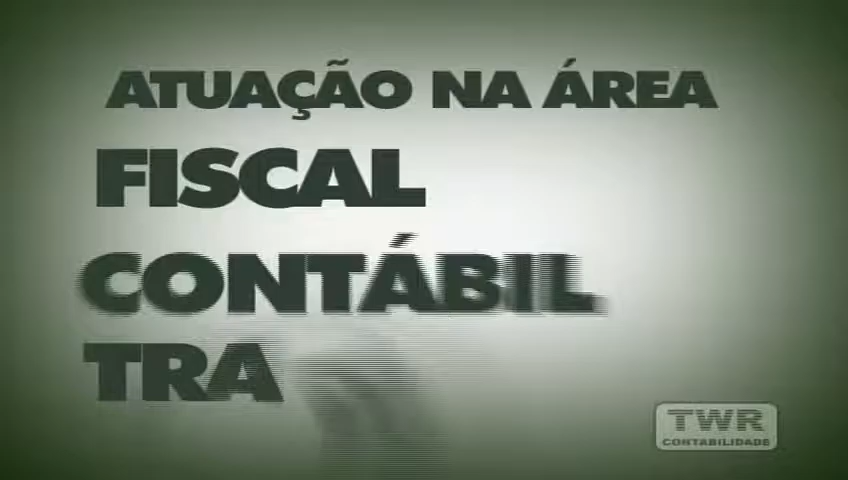 ATUAÇÃO NA ÁREA
FISCAL
CONTÁBIL
TRA
TWR
CONTABILIDADE